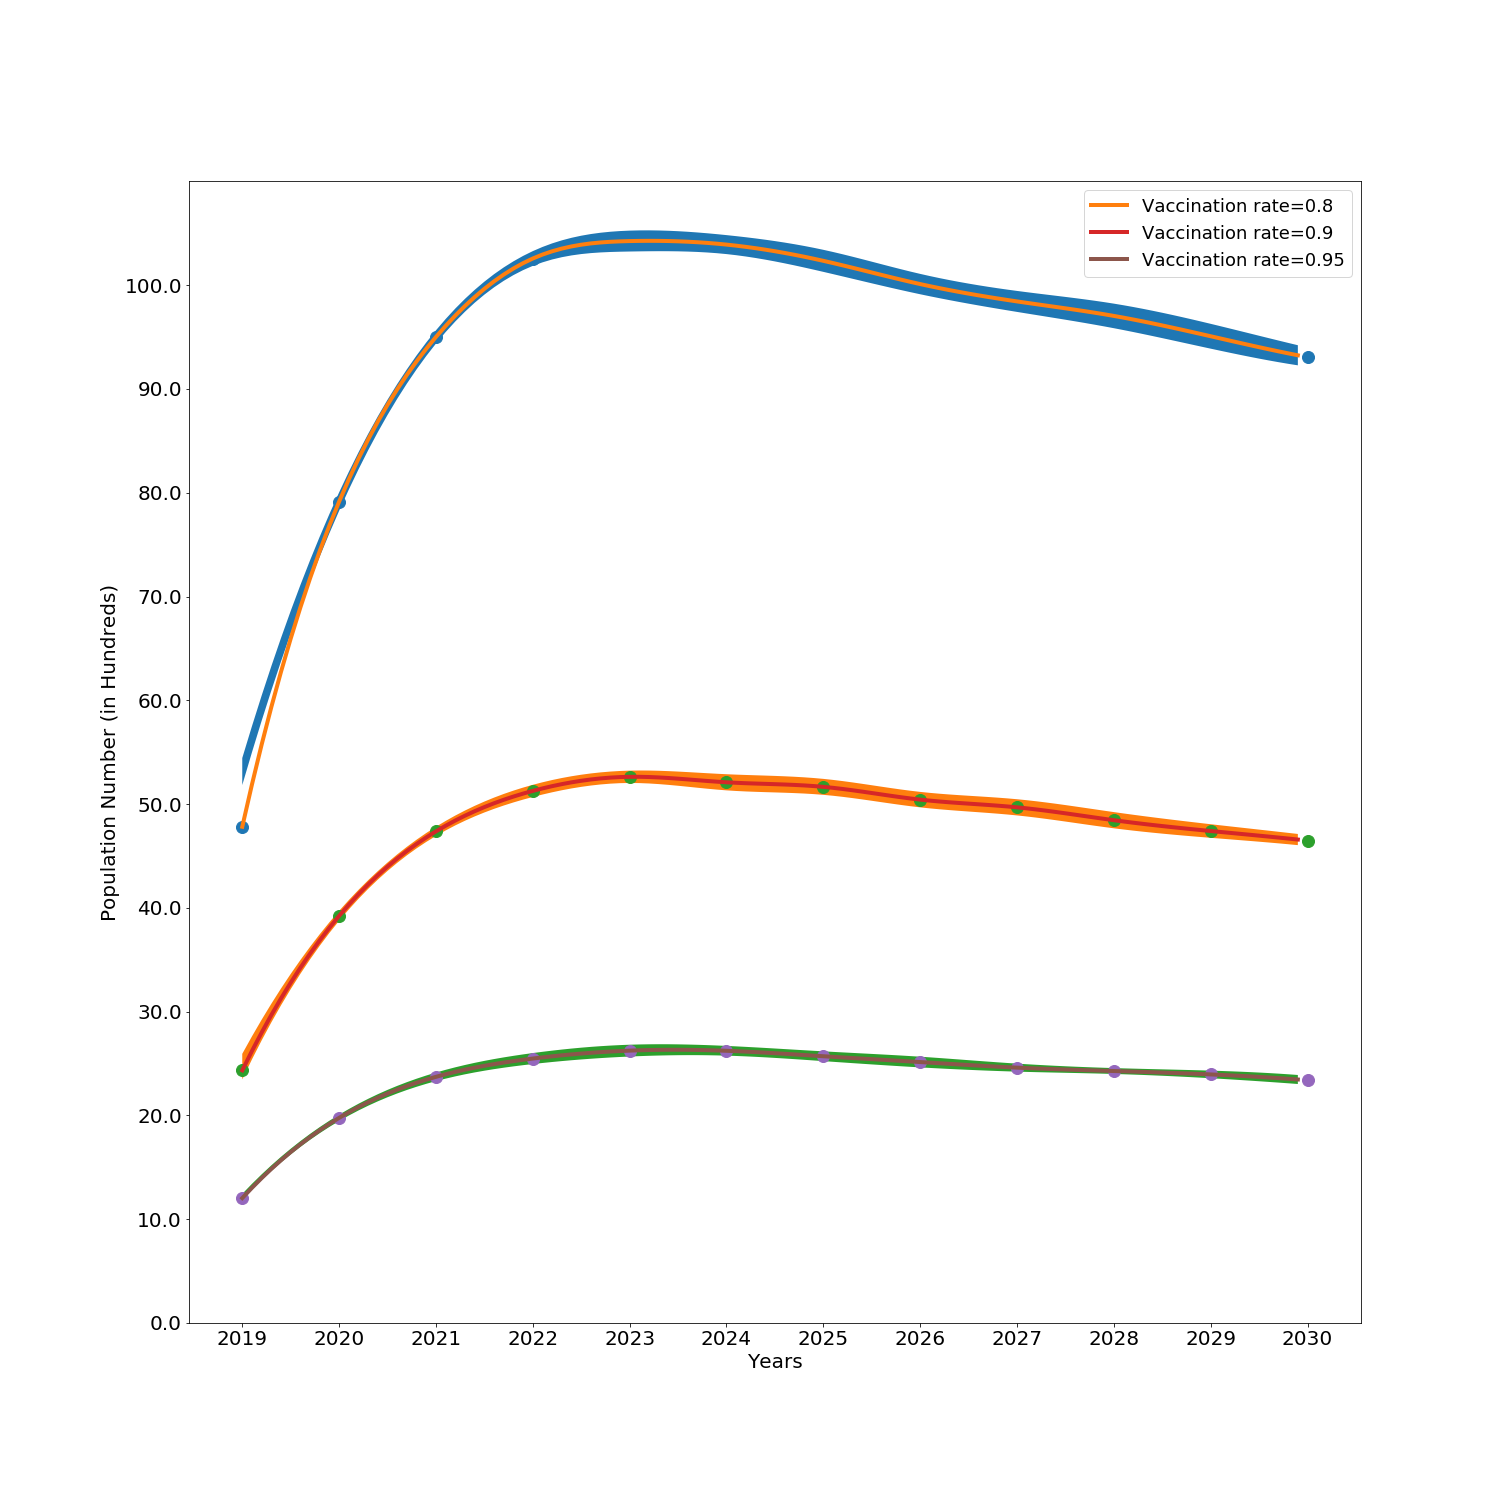 Vaccination rate=0.8
Vaccination rate=0.9
Vaccination rate=0.95
100.0
90.0
80.0
70.0
60.0
50.0
40.0
30.0
20.0
10.0
0.0
Population Number (in Hundreds)
2019 2020 2021 2022 2023 2024 2025 2026 2027 2028 2029 2030
Years